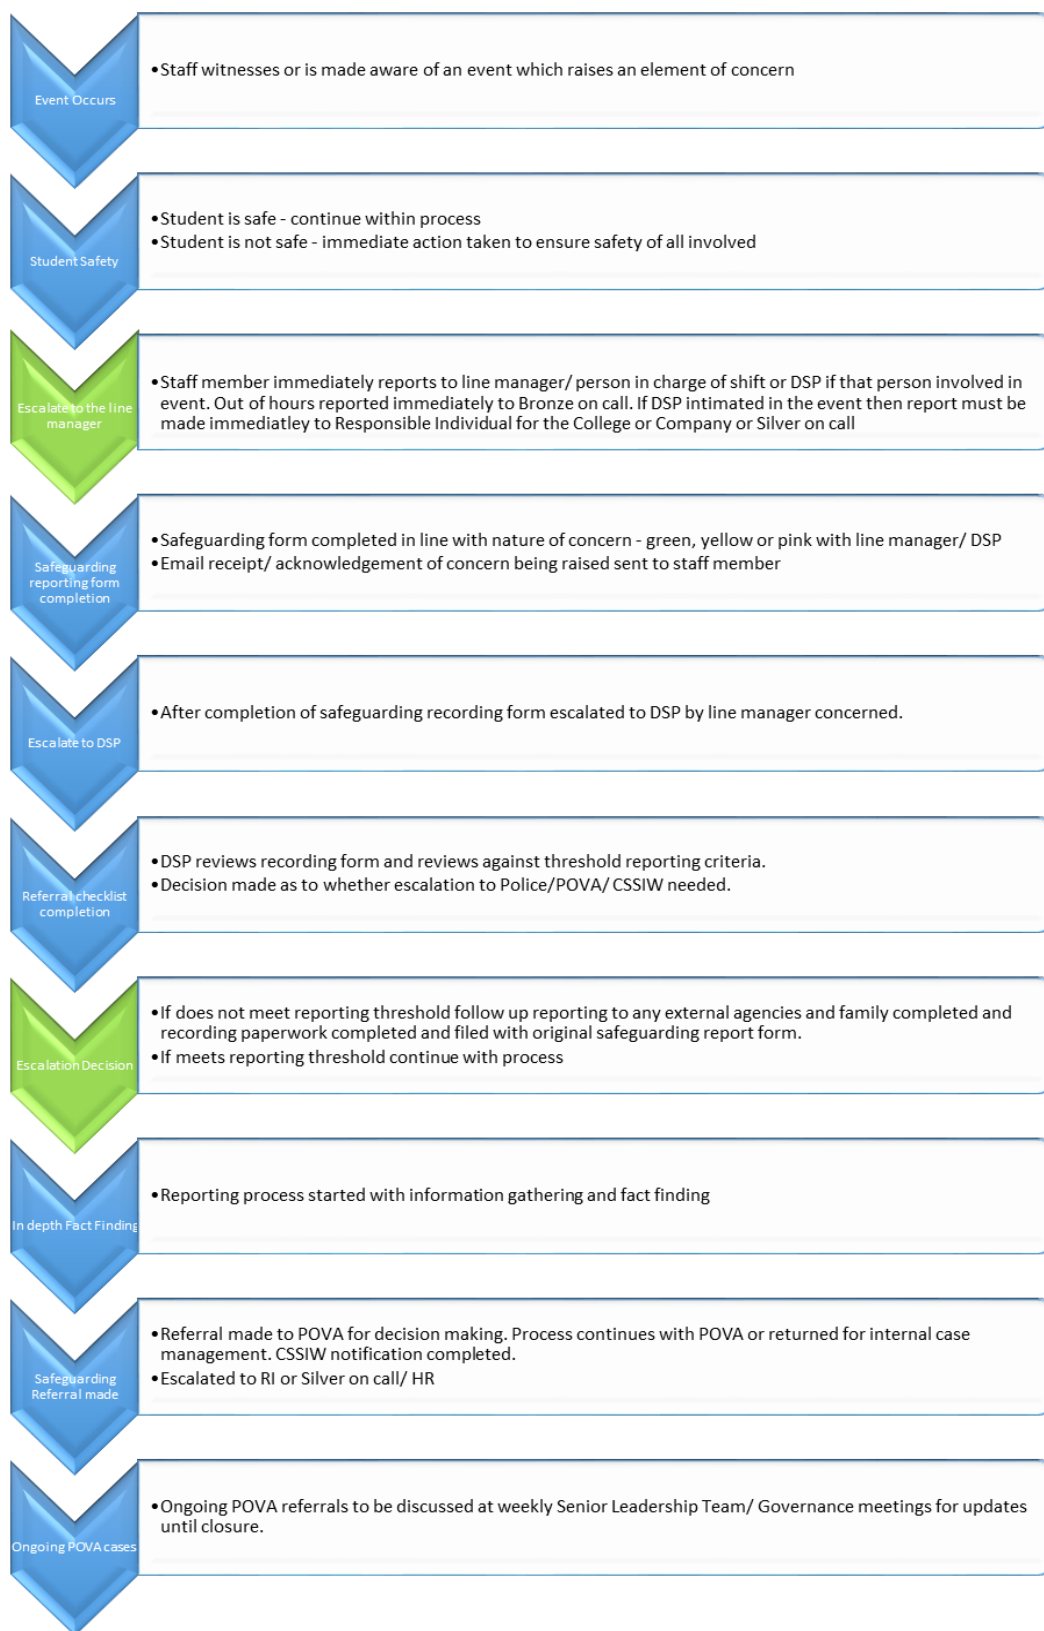 Event Occurs
•Staff witnesses or is made aware of an event which raises an element of concern
Student Safety
•Student is safe - continue within process
•Student is not safe - immediate action taken to ensure safety of all involved
Escalate to the line
manager
•Staff member immediately reports to line manager/ person in charge of shift or DSP if that person involved in
event. Out of hours reported immediately to Bronze on call. If DSP intimated in the event then report must be
made immediatley to Responsible Individual for the College or Company or Silver on call
Safeguarding
reporting form
completion
•Safeguarding form completed in line with nature of concern - green, yellow or pink with line manager/ DSP
•Email receipt/ acknowledgement of concern being raised sent to staff member
Escalate to DSP
•After completion of safeguarding recording form escalated to DSP by line manager concerned.
Referral checklist
completion
•DSP reviews recording form and reviews against threshold reporting criteria.
•Decision made as to whether escalation to Police/POVA/ CSSIW needed.
Escalation Decision
•If does not meet reporting threshold follow up reporting to any external agencies and family completed and
recording paperwork completed and filed with original safeguarding report form.
•If meets reporting threshold continue with process
In depth Fact Finding
•Reporting process started with information gathering and fact finding
Safeguarding
Referral made
•Referral made to POVA for decision making. Process continues with POVA or returned for internal case
management. CSSIW notification completed.
•Escalated to RI or Silver on call/ HR
Ongoing POVA cases
•Ongoing POVA referrals to be discussed at weekly Senior Leadership Team/ Governance meetings for updates
until closure.